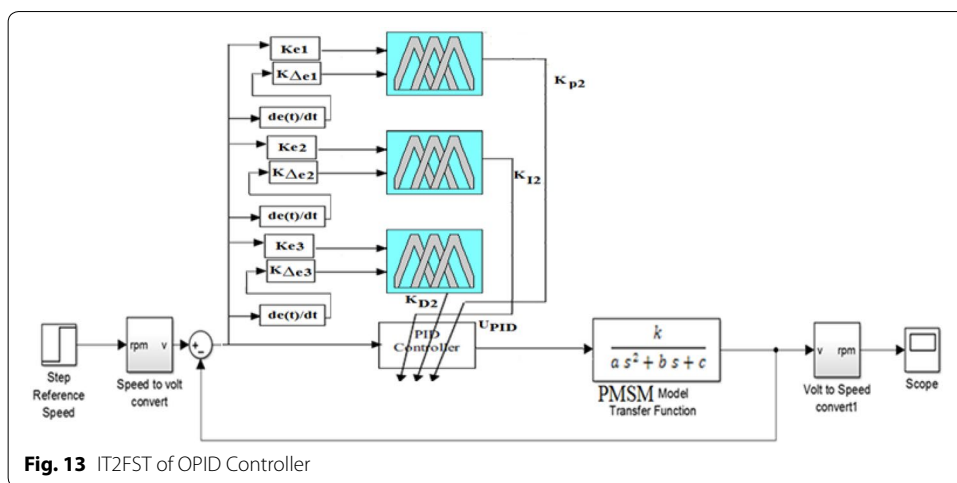 Ke1
KΔe1
de(t)/dt
Ke2
KΔe2
de(t)/dt
Ke3
KΔe3
de(t)/dt
Kp2
KI2
KD2
UPID
PID
Controller
Step
Reference
Speed
rpm v
Speed to volt
convert
+
-
k
a s² + b s + c
PMSM Model
Transfer Function
v rpm
Volt to Speed
convert1
Scope
Fig. 13 IT2FST of OPID Controller